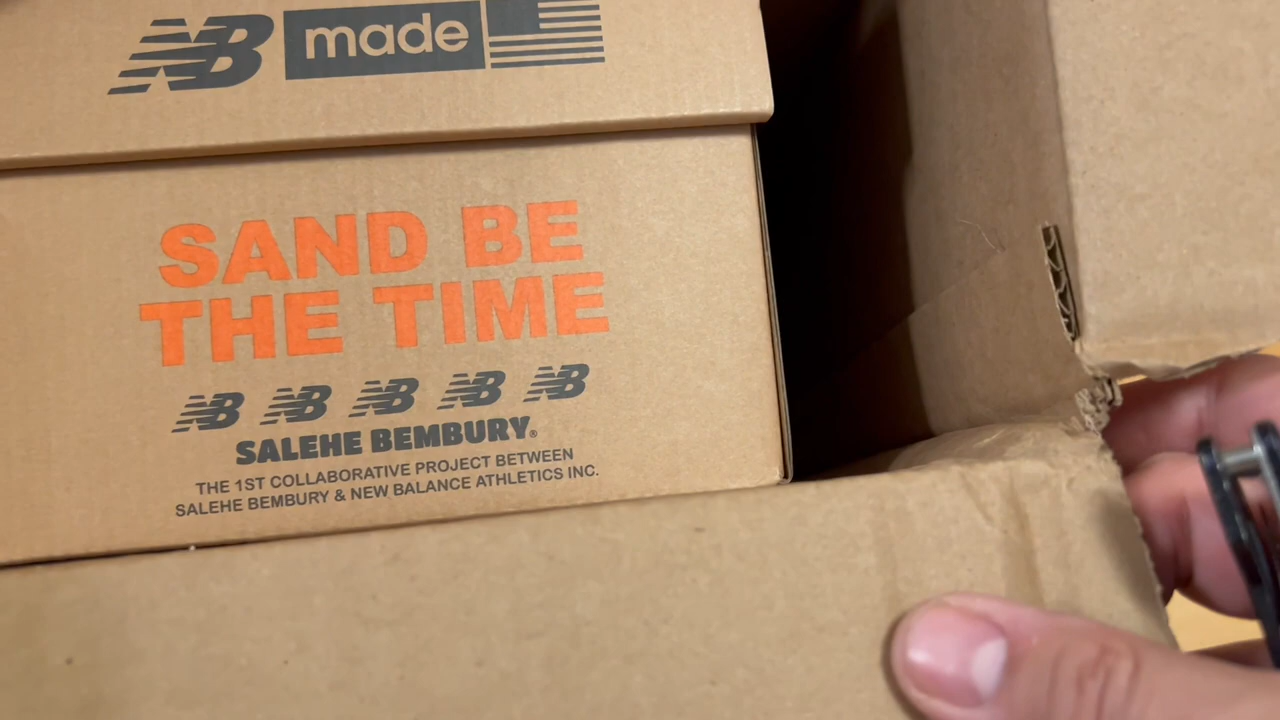 NB made
SAND BE
THE TIME
NB NB NB NB NB
SALEHE BEMBURY®
THE 1ST COLLABORATIVE PROJECT BETWEEN
SALEHE BEMBURY & NEW BALANCE ATHLETICS INC.